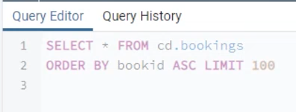 Query Editor Query History
1 SELECT * FROM cd.bookings
2 ORDER BY bookid ASC LIMIT 100
3